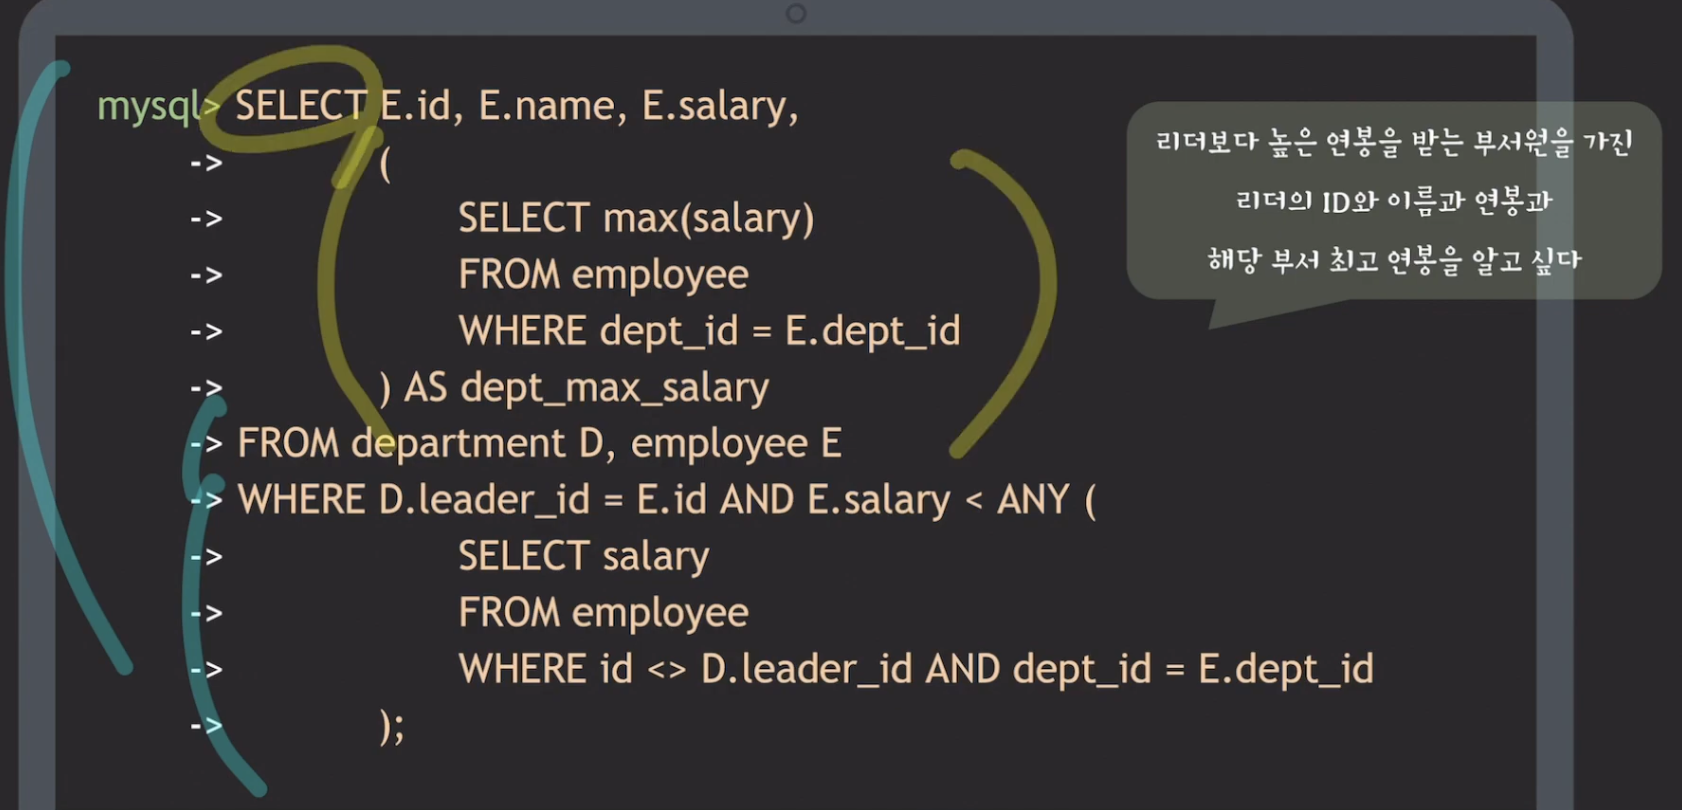 mysql> SELECT E.id, E.name, E.salary,
-> (
-> SELECT max(salary)
-> FROM employee
-> WHERE dept_id = E.dept_id
-> ) AS dept_max_salary
-> FROM department D, employee E
-> WHERE D.leader_id = E.id AND E.salary < ANY (
-> SELECT salary
-> FROM employee
-> WHERE id <> D.leader_id AND dept_id = E.dept_id
-> );
리더보다 높은 연봉을 받는 부서원을 가진
리더의 ID와 이름과 연봉과
해당 부서 최고 연봉을 알고 싶다